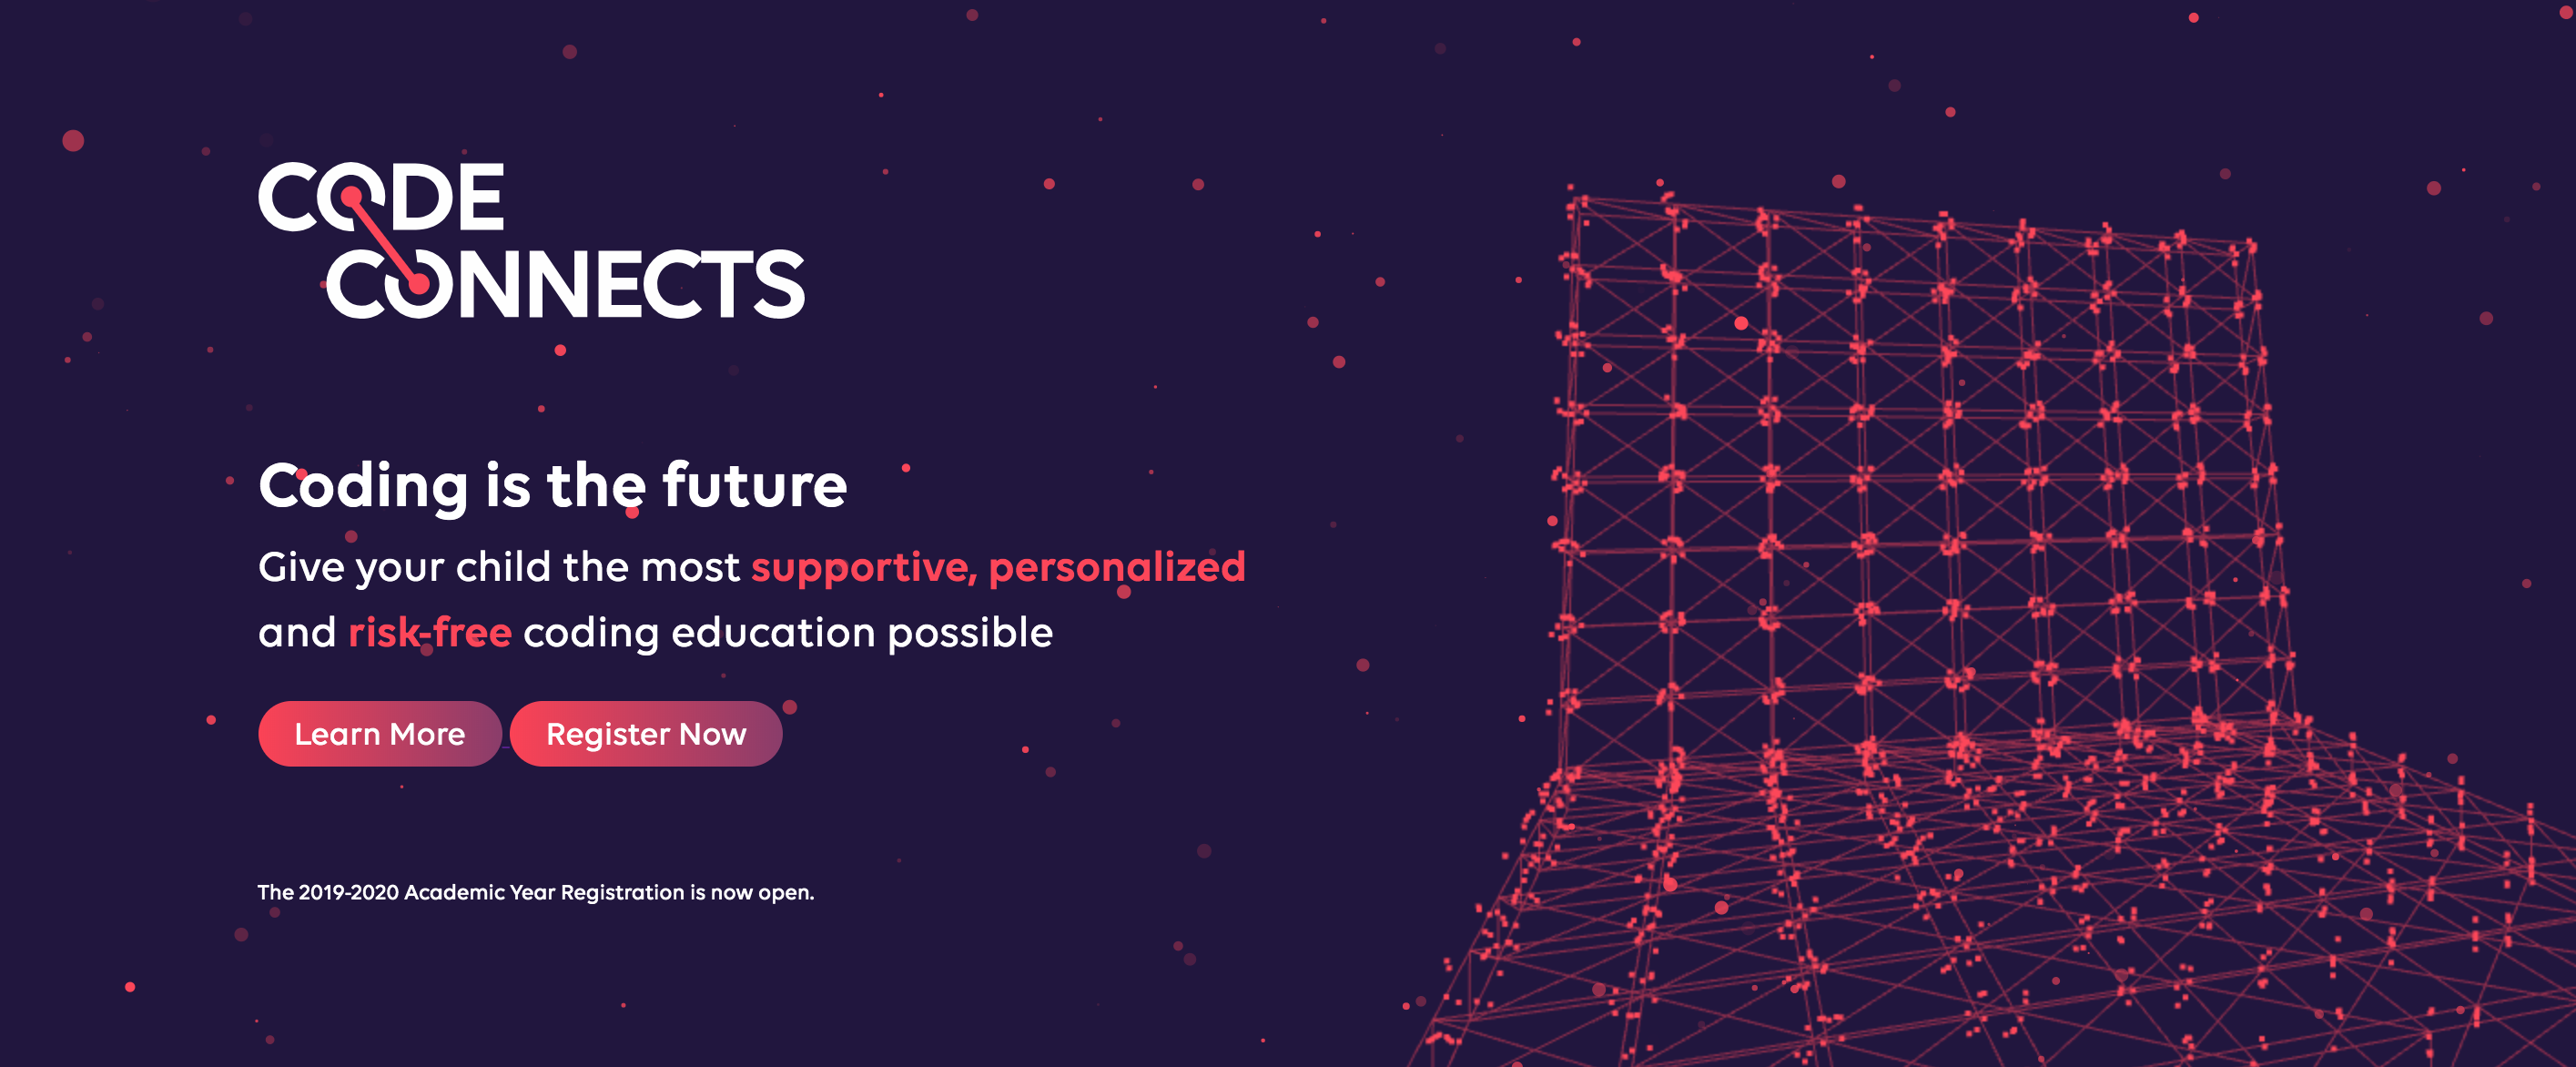 CODE
CONNECTS
Coding is the future
Give your child the most supportive, personalized
and risk-free coding education possible
Learn More Register Now
The 2019-2020 Academic Year Registration is now open.